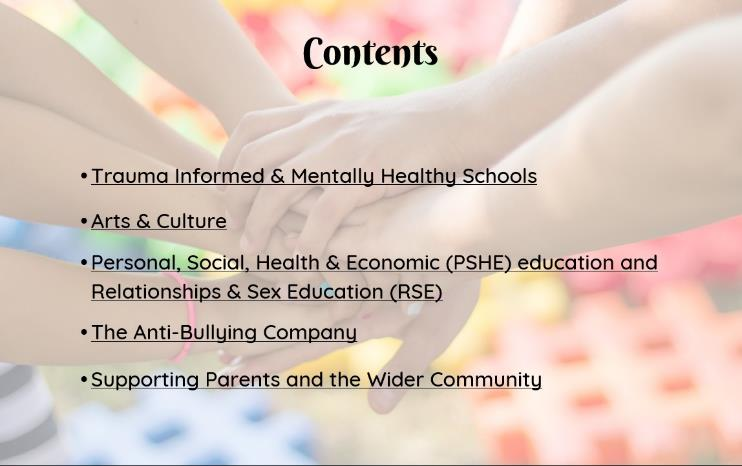 Contents
• Trauma Informed & Mentally Healthy Schools
• Arts & Culture
• Personal, Social, Health & Economic (PSHE) education and
Relationships & Sex Education (RSE)
• The Anti-Bullying Company
• Supporting Parents and the Wider Community